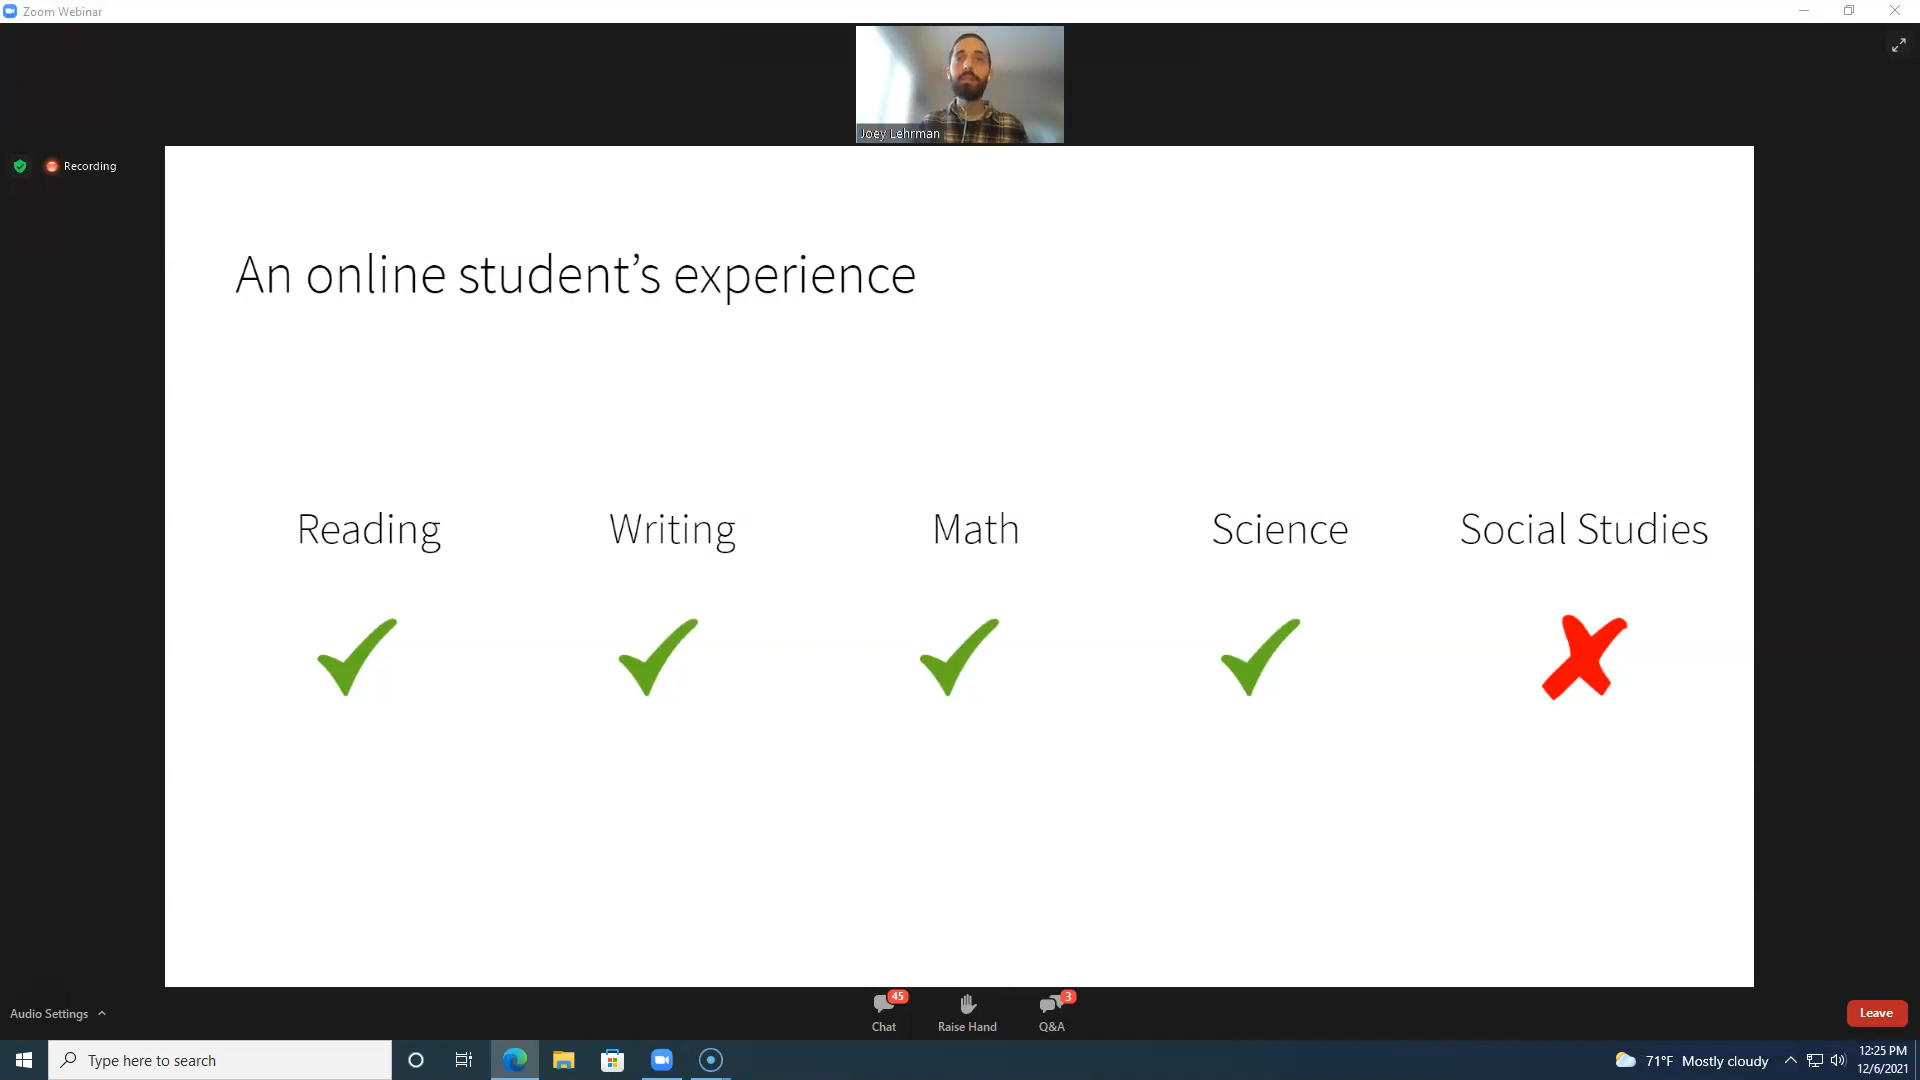 Zoom Webinar
Joey Lehrman
Recording
An online student’s experience
Reading Writing Math Science Social Studies
45
3
Audio Settings
Chat
Raise Hand
Q&A
Leave
Type here to search
71°F Mostly cloudy
12:25 PM
12/6/2021